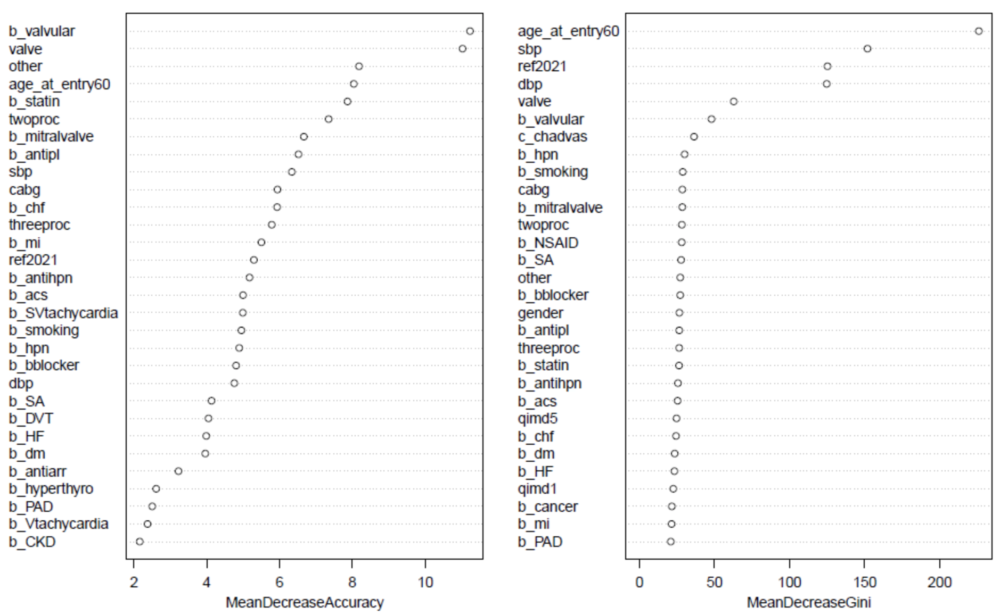 b_valvular
valve
other
age_at_entry60
b_statin
twoproc
b_mitralvalve
b_antipl
sbp
cabg
b_chf
threeproc
b_mi
ref2021
b_antihpn
b_acs
b_SVtachycardia
b_smoking
b_hpn
b_bblocker
dbp
b_SA
b_DVT
b_HF
b_dm
b_antiarr
b_hyperthyro
b_PAD
b_Vtachycardia
b_CKD
2 4 6 8 10
MeanDecreaseAccuracy
age_at_entry60
sbp
ref2021
dbp
valve
b_valvular
c_chadvas
b_hpn
b_smoking
cabg
b_mitralvalve
twoproc
b_NSAID
b_SA
other
b_bblocker
gender
b_antipl
threeproc
b_statin
b_antihpn
b_acs
qimd5
b_chf
b_dm
b_HF
qimd1
b_cancer
b_mi
b_PAD
0 50 100 150 200
MeanDecreaseGini